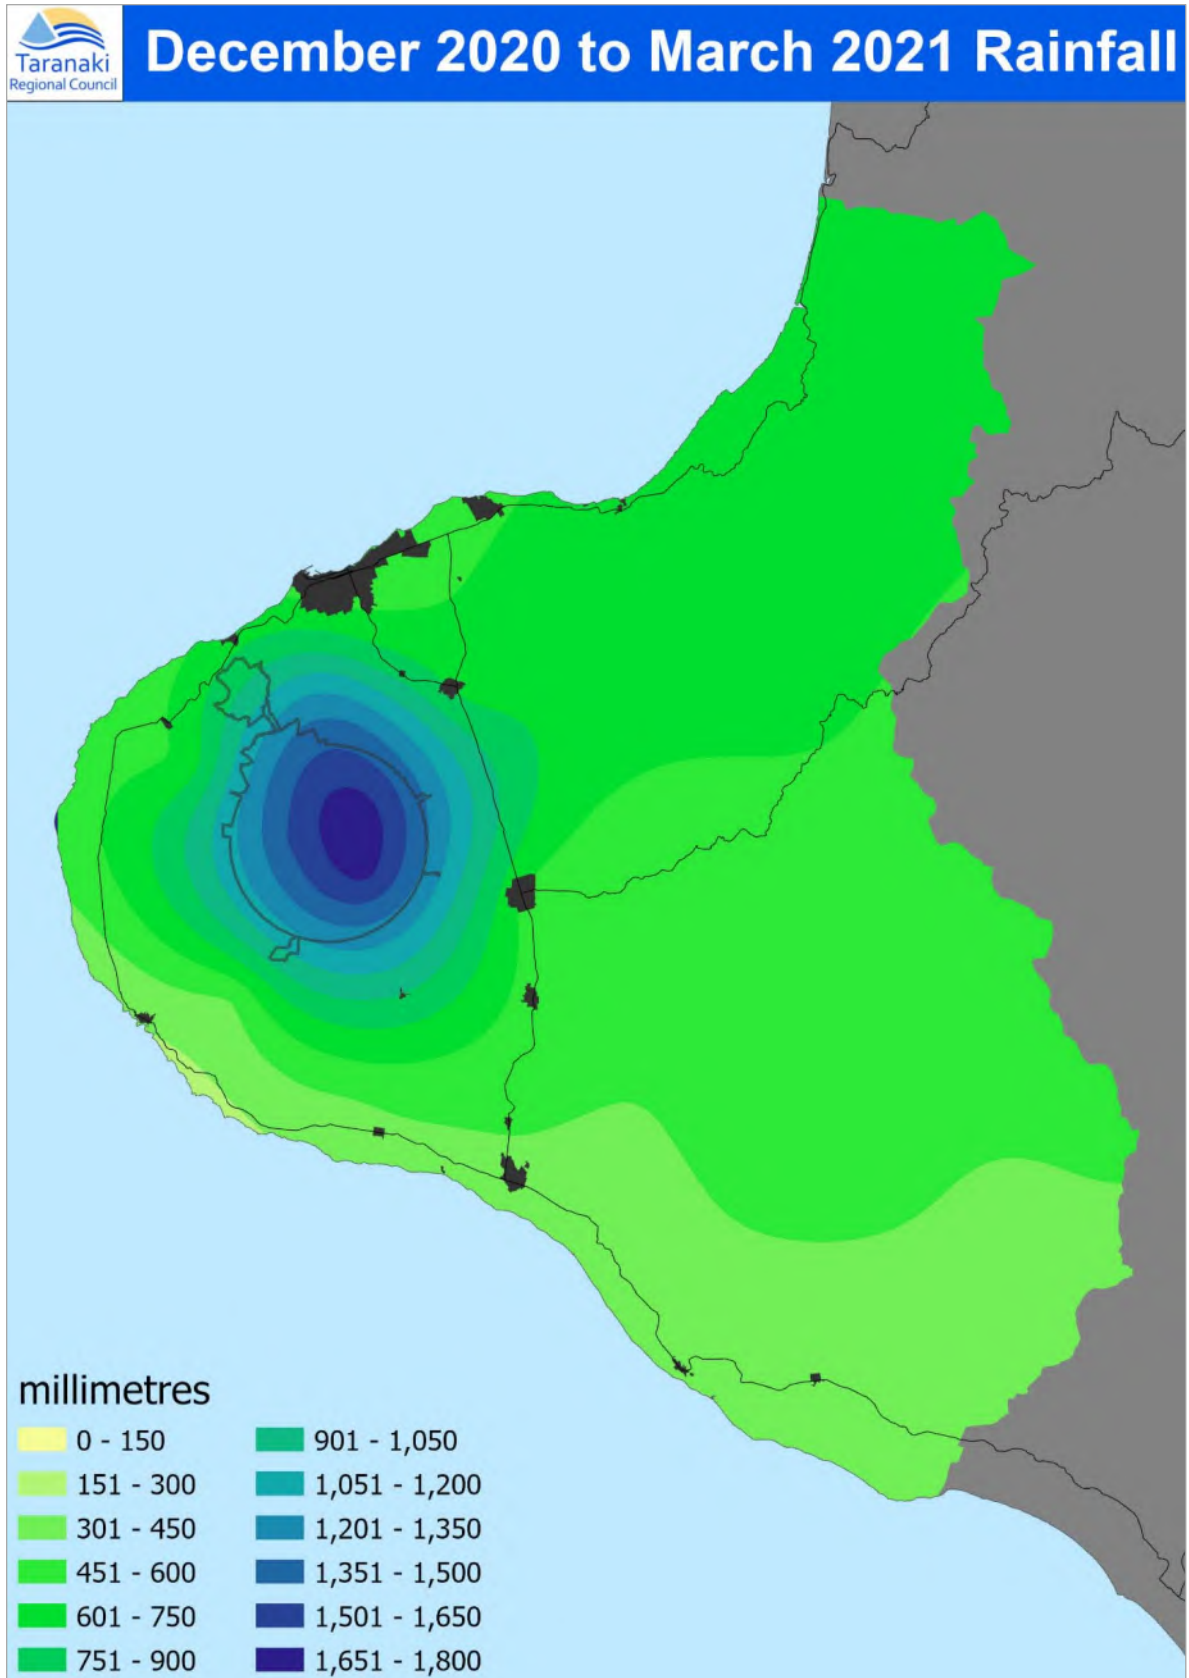 Taranaki
Regional Council
December 2020 to March 2021 Rainfall
millimetres
0 - 150
151 - 300
301 - 450
451 - 600
601 - 750
751 - 900
901 - 1,050
1,051 - 1,200
1,201 - 1,350
1,351 - 1,500
1,501 - 1,650
1,651 - 1,800